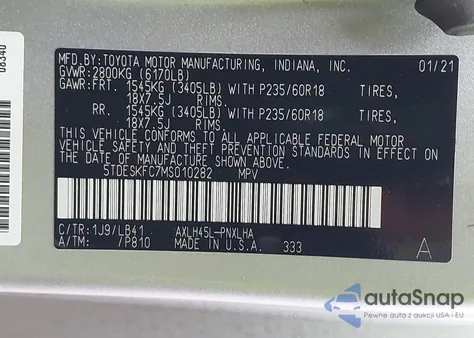 08340
MFD. BY: TOYOTA MOTOR MANUFACTURING, INDIANA, INC. 01/21
GVWR: 2800KG (6170LB)
GAWR: FRT. 1545KG (3405LB) WITH P235/60R18 TIRES,
18X7.5J RIMS.
RR. 1545KG (3405LB) WITH P235/60R18 TIRES,
18X7.5J RIMS.
THIS VEHICLE CONFORMS TO ALL APPLICABLE FEDERAL MOTOR
VEHICLE SAFETY, THEFT PREVENTION STANDARDS IN EFFECT
ON THE DATE OF MANUFACTURE SHOWN ABOVE.
5TDESKFC7MS010282 MPV
C/TR: 1J9/LB41 AXLH45L-PNXLHA
A/TM: /P810 MADE IN U.S.A. 333 A
autoSnap
Pewne auta z aukcji USA i EU